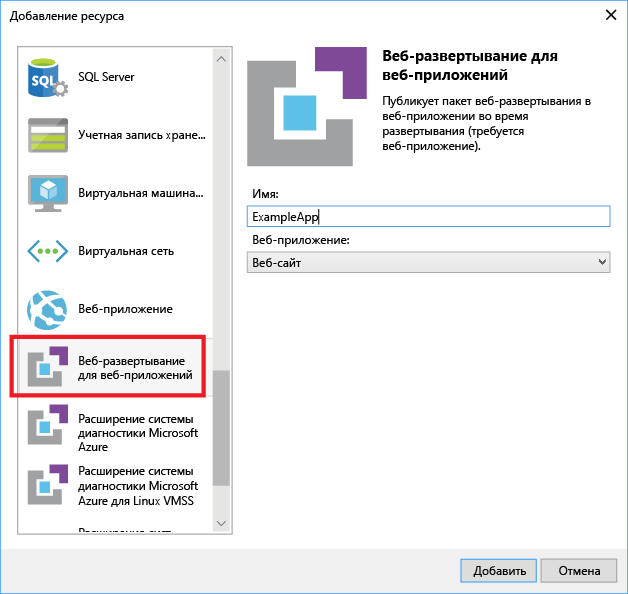 Добавление ресурса
SQL
SQL Server
Учетная запись хране...
Виртуальная машина...
Виртуальная сеть
Веб-приложение
Веб-развертывание
для веб-приложений
Расширение системы
диагностики Microsoft
Azure
Расширение системы
диагностики Microsoft
Azure для Linux VMSS
Веб-развертывание для
веб-приложений
Публикует пакет веб-развертывания в
веб-приложении во время
развертывания (требуется
веб-приложение).
Имя:
ExampleApp
Веб-приложение:
Веб-сайт
Добавить
Отмена